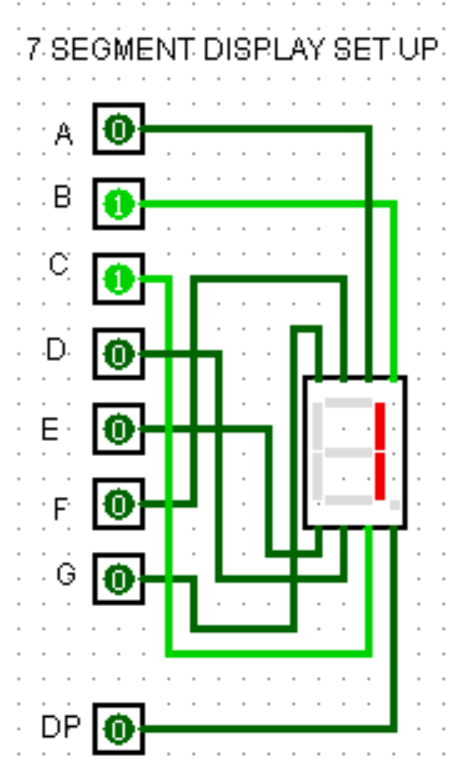 7 SEGMENT DISPLAY SET UP
A 0
B 1
C 1
D 0
E 0
F 0
G 0
DP 0